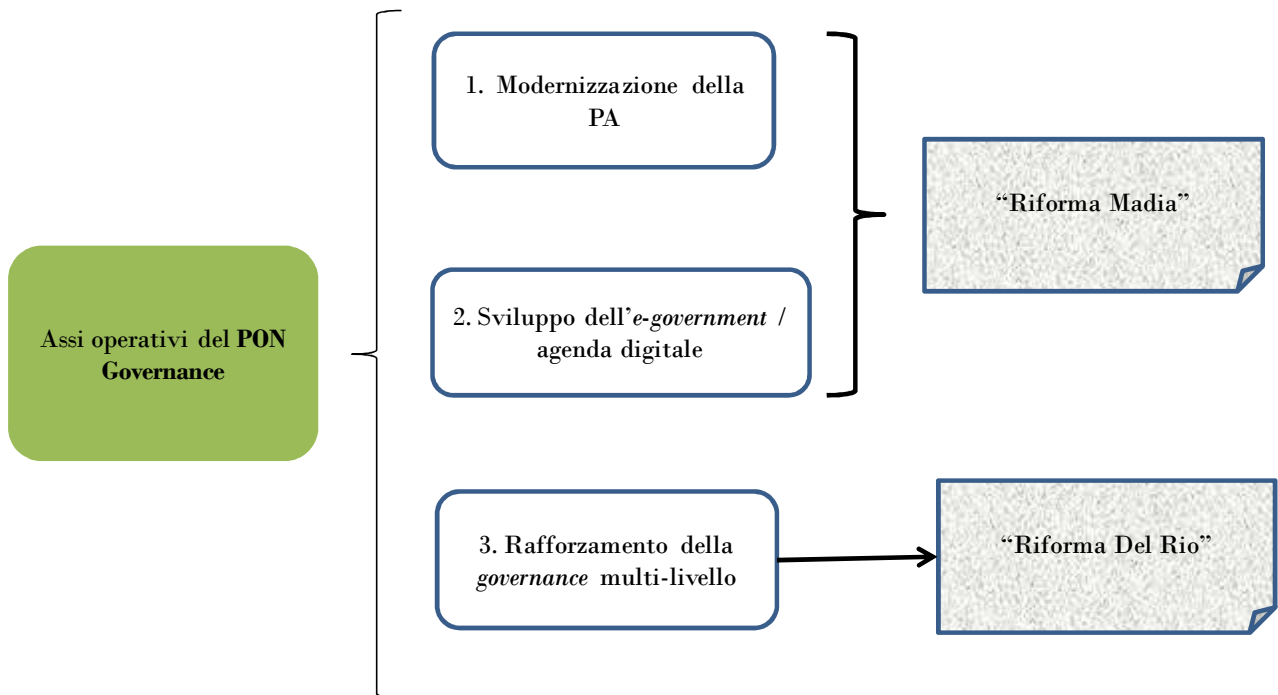 Assi operativi del PON
Governance
1. Modernizzazione della
PA
2. Sviluppo dell’e-government /
agenda digitale
3. Rafforzamento della
governance multi-livello
“Riforma Madia”
“Riforma Del Rio”